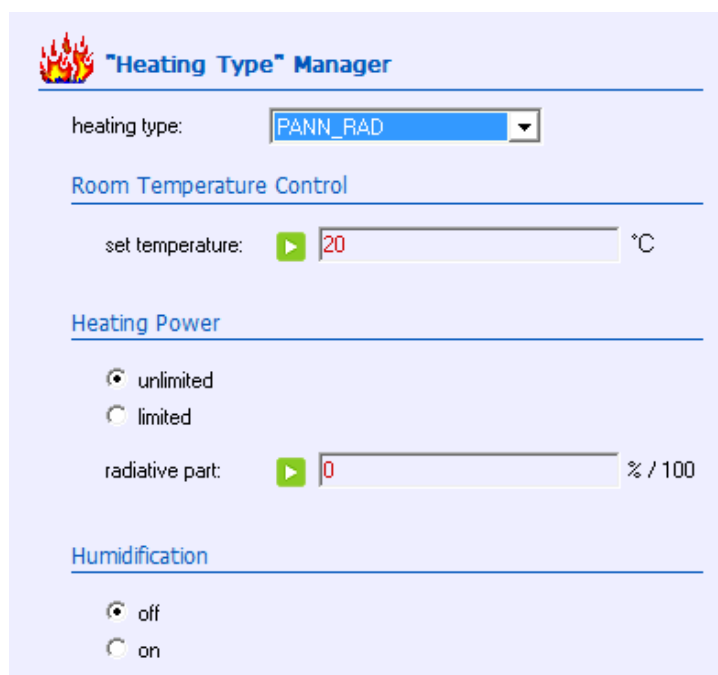 "Heating Type" Manager
heating type: PANN_RAD
Room Temperature Control
set temperature: 20 °C
Heating Power
unlimited
limited
radiative part: 0 % / 100
Humidification
off
on